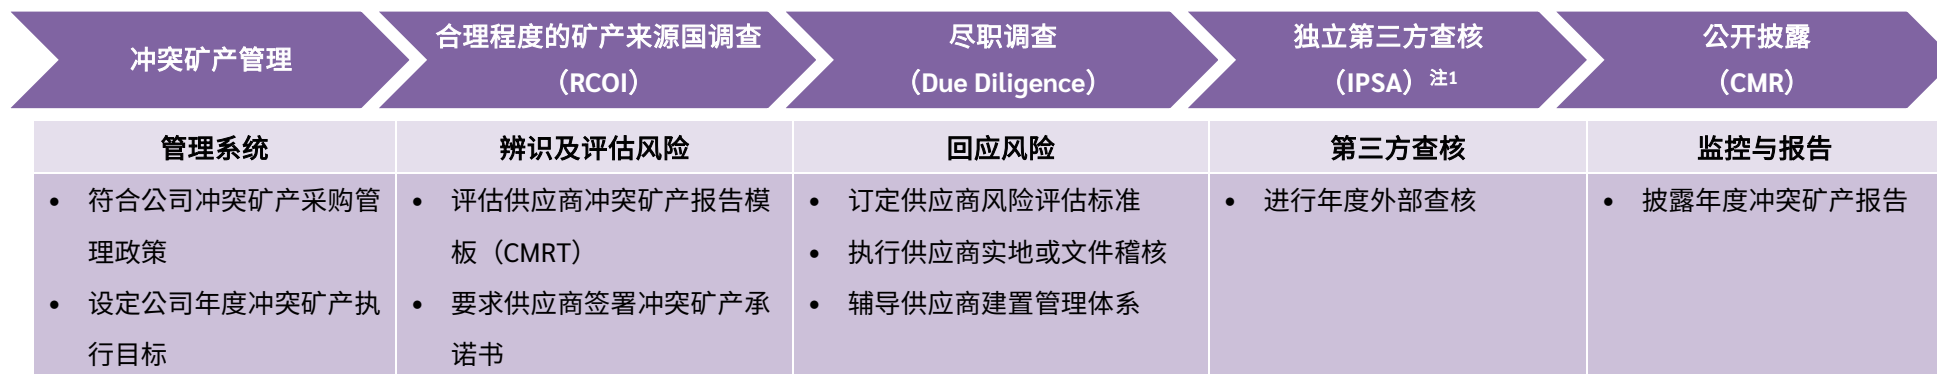 冲突矿产管理
合理程度的矿产来源国调查
（RCOI）
尽职调查
（Due Diligence）
独立第三方查核
（IPSA）注1
公开披露
（CMR）
管理系统
辨识及评估风险
回应风险
第三方查核
监控与报告
• 符合公司冲突矿产采购管
理政策
• 设定公司年度冲突矿产执
行目标
• 评估供应商冲突矿产报告模
板（CMRT）
• 要求供应商签署冲突矿产承
诺书
• 订定供应商风险评估标准
• 执行供应商实地或文件稽核
• 辅导供应商建置管理体系
• 进行年度外部查核
• 披露年度冲突矿产报告